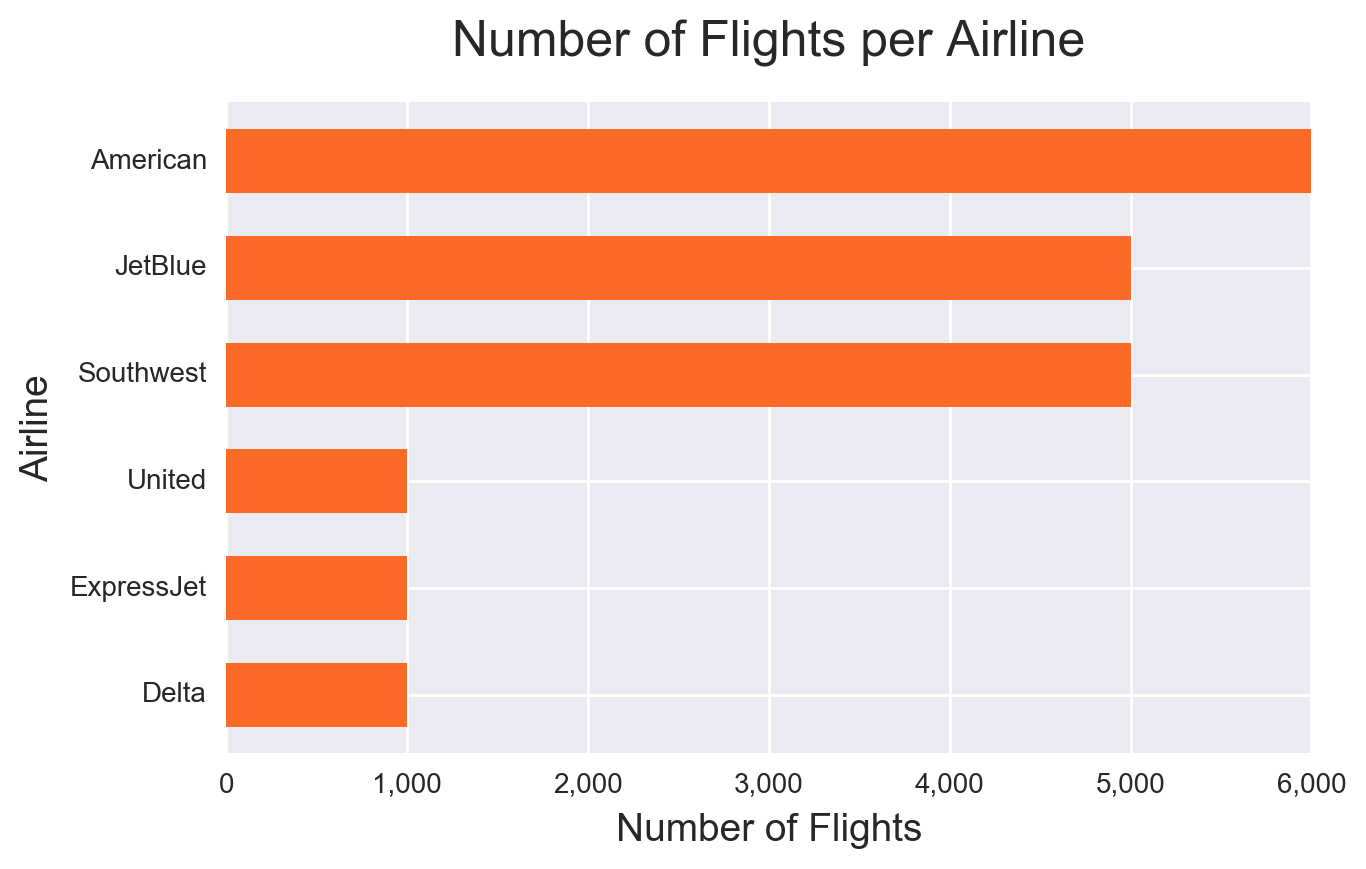 Number of Flights per Airline
American
JetBlue
Southwest
United
ExpressJet
Delta
Airline
0 1,000 2,000 3,000 4,000 5,000 6,000
Number of Flights